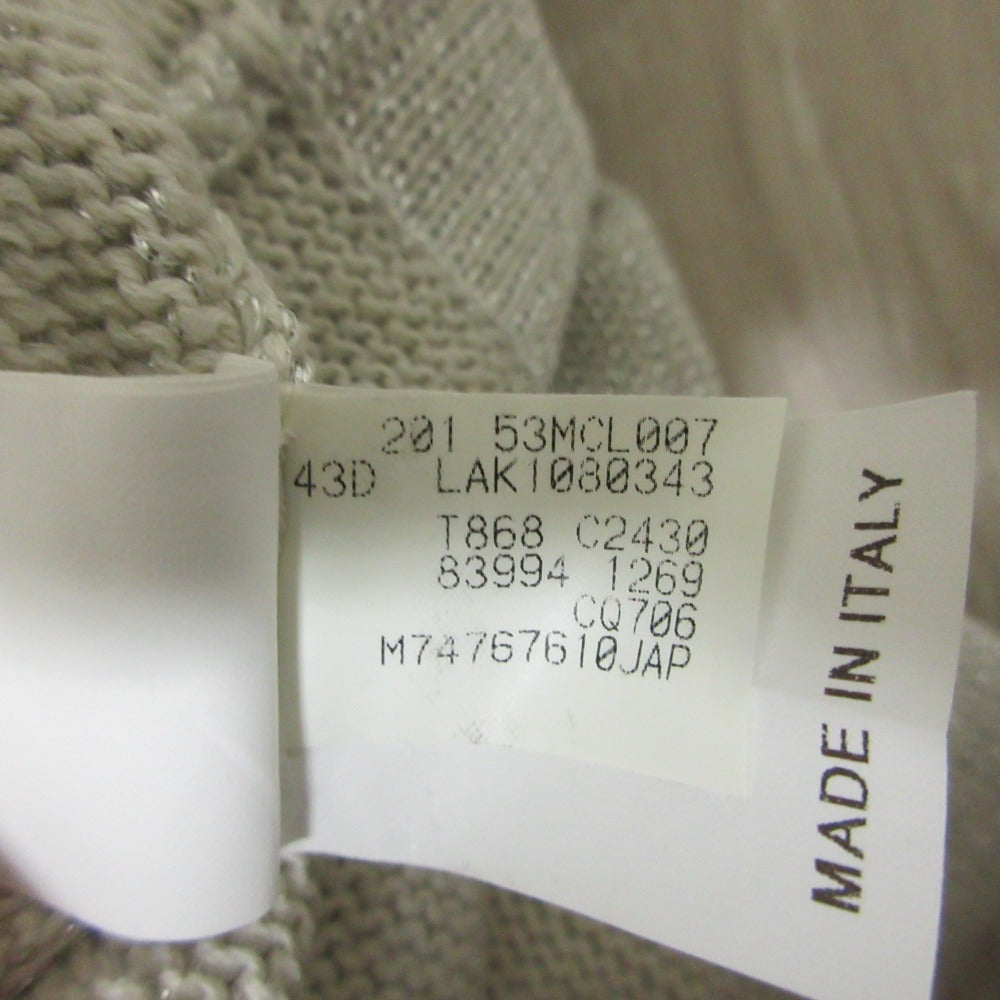 201 53MCL007
43D LAK1080343
T868 C2430
83994 1269
CQ706
M74767610JAP
MADE IN ITALY